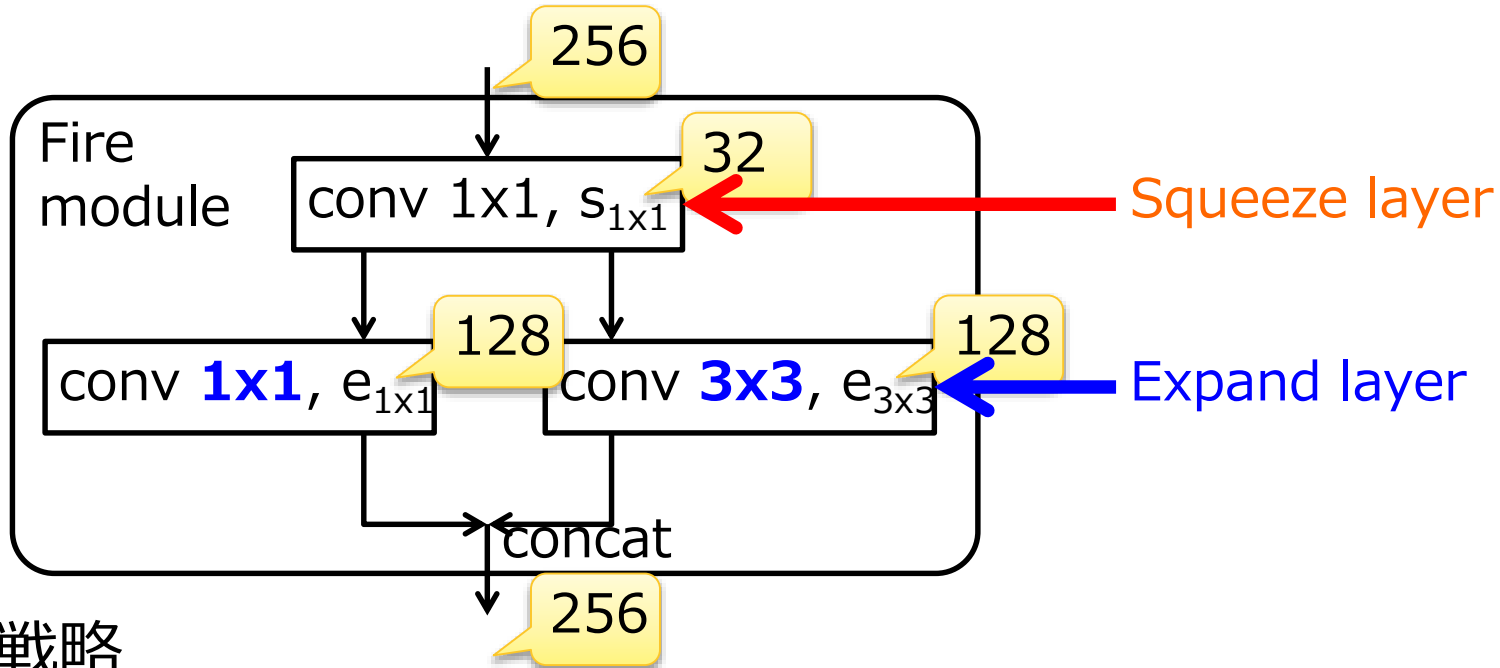 256
Fire
module
32
conv 1x1, s1x1
Squeeze layer
128
128
conv 1x1, e1x1
conv 3x3, e3x3
Expand layer
concat
256
戦略